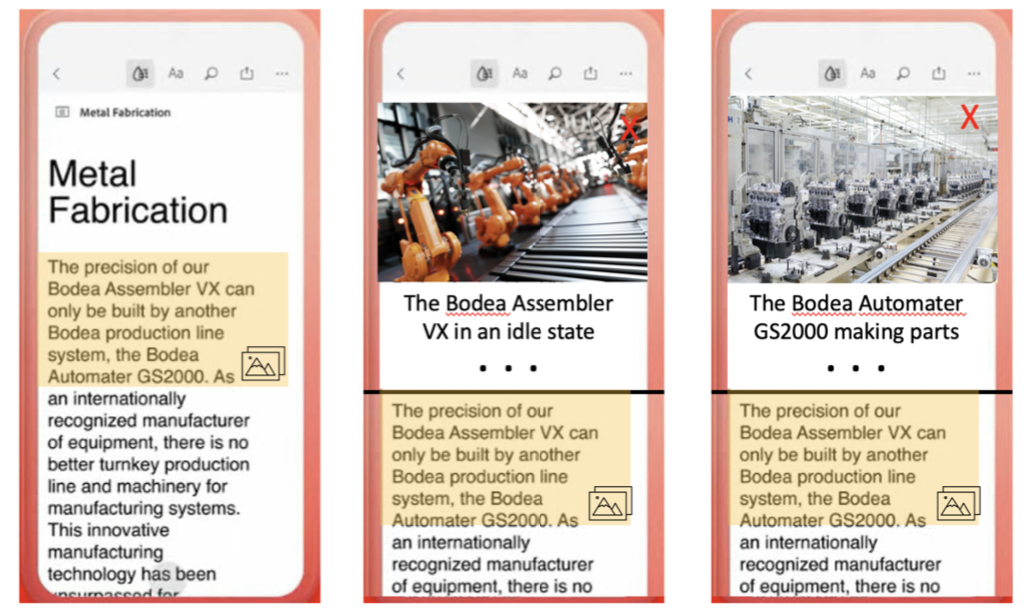 Aa
Metal Fabrication
Metal
Fabrication
The precision of our
Bodea Assembler VX can
only be built by another
Bodea production line
system, the Bodea
Automater GS2000. As
an internationally
recognized manufacturer
of equipment, there is no
better turnkey production
line and machinery for
manufacturing systems.
This innovative
manufacturing
technology has been
unsurpassed for
Aa
X
The Bodea Assembler
VX in an idle state
The precision of our
Bodea Assembler VX can
only be built by another
Bodea production line
system, the Bodea
Automater GS2000. As
an internationally
recognized manufacturer
of equipment, there is no
Aa
X
The Bodea Automater
GS2000 making parts
The precision of our
Bodea Assembler VX can
only be built by another
Bodea production line
system, the Bodea
Automater GS2000. As
an internationally
recognized manufacturer
of equipment, there is no